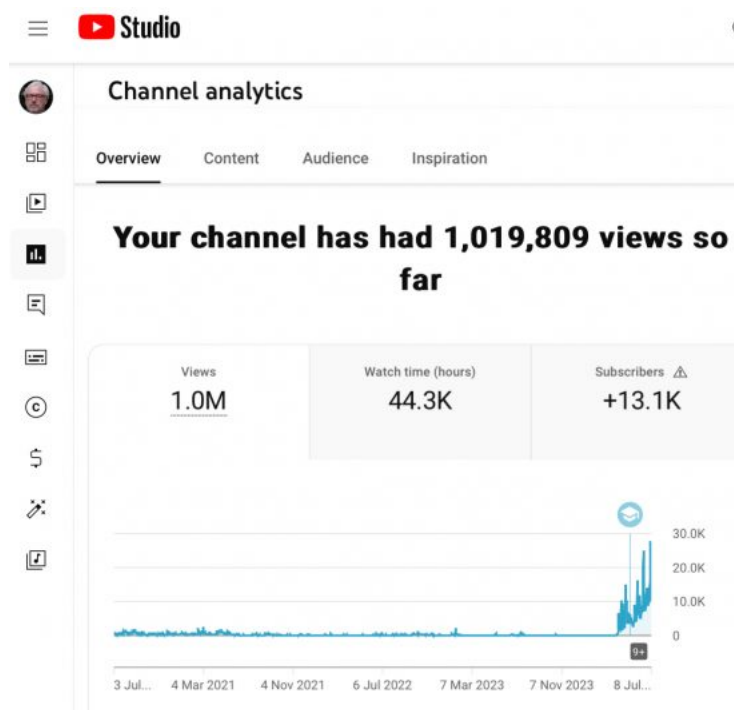 Studio
Channel analytics
Overview Content Audience Inspiration
Your channel has had 1,019,809 views so
far
Views Watch time (hours) Subscribers
1.0M 44.3K +13.1K
30.0K
20.0K
10.0K
0
9+
3 Jul... 4 Mar 2021 4 Nov 2021 6 Jul 2022 7 Mar 2023 7 Nov 2023 8 Jul...